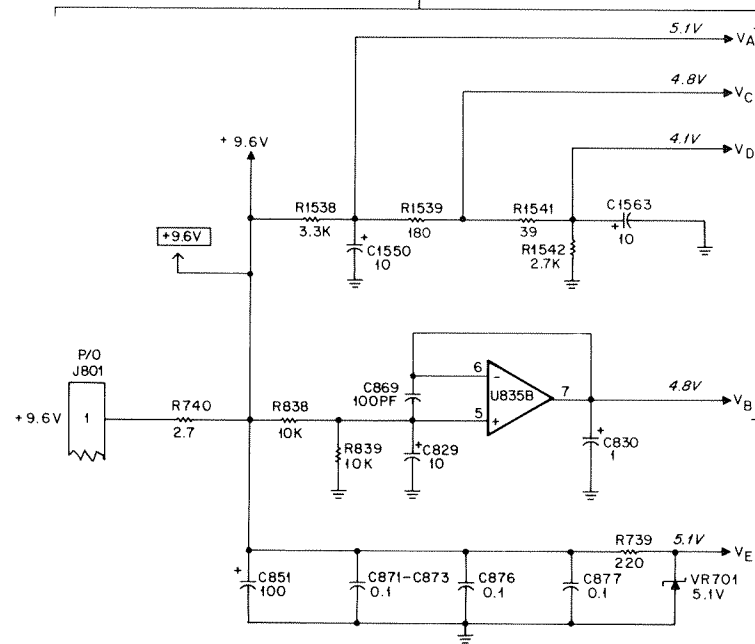 5.1V
VA
4.8V
VC
4.1V
VD
+ 9.6V
R1538
3.3K
R1539
180
R1541
39
C1563
+
10
+9.6V
+
C1550
10
R1542
2.7K
P/O
J801
+9.6V
1
R740
2.7
R838
10K
C869
100PF
6
-
U835B
7
5
+
4.8V
VB
R839
10K
+
C829
10
+
C830
1
R739
220
5.1V
VE
+
C851
100
C871-C873
0.1
C876
0.1
C877
0.1
VR701
5.1V